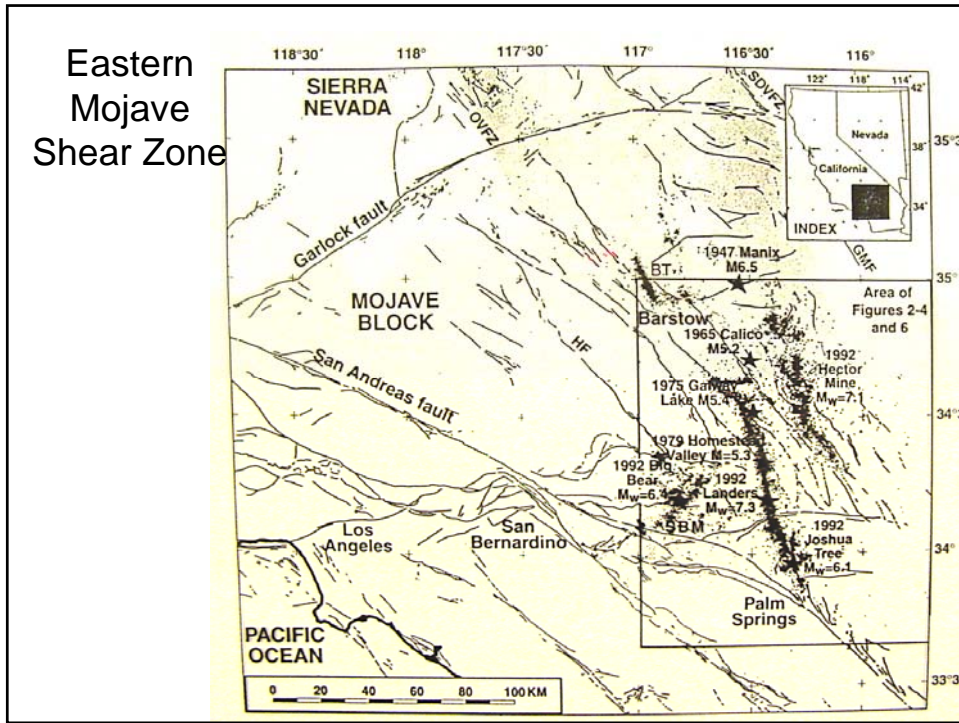 Eastern
Mojave
Shear Zone
118°30′ 118° 117°30′ 117° 116°30′ 116°
SIERRA
NEVADA
OVFZ
SDVFZ
122° 118° 114°
42°
Nevada
38°
California
34°
INDEX
35°3
Garlock fault
GMF
1947 Manix
M6.5
BT
35°
MOJAVE
BLOCK
Barstow
Area of
Figures 2-4
and 6
1965 Calico
M5.2
HF
San Andreas fault
1992
Hector
Mine
Mw=7.1
1975 Galway
Lake M5.4
34°
1979 Homestead
Valley M=5.3
1992 Big
Bear
Mw=6.4
1992
Landers
Mw=7.3
SBM
Los
Angeles
San
Bernardino
1992
Joshua
Tree
Mw=6.1
34°
Palm
Springs
PACIFIC
OCEAN
33°3
0 20 40 60 80 100 KM